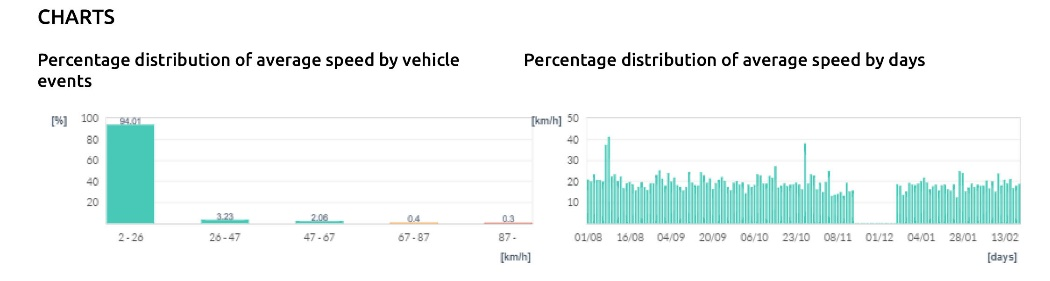 CHARTS
Percentage distribution of average speed by vehicle
events
[%]
100
80
60
40
20
94.01
3.23
2.06
0.4
0.3
2 - 26
26 - 47
47 - 67
67 - 87
87 -
[km/h]
Percentage distribution of average speed by days
[km/h]
50
40
30
20
10
01/08
16/08
04/09
20/09
06/10
23/10
08/11
01/12
04/01
28/01
13/02
[days]